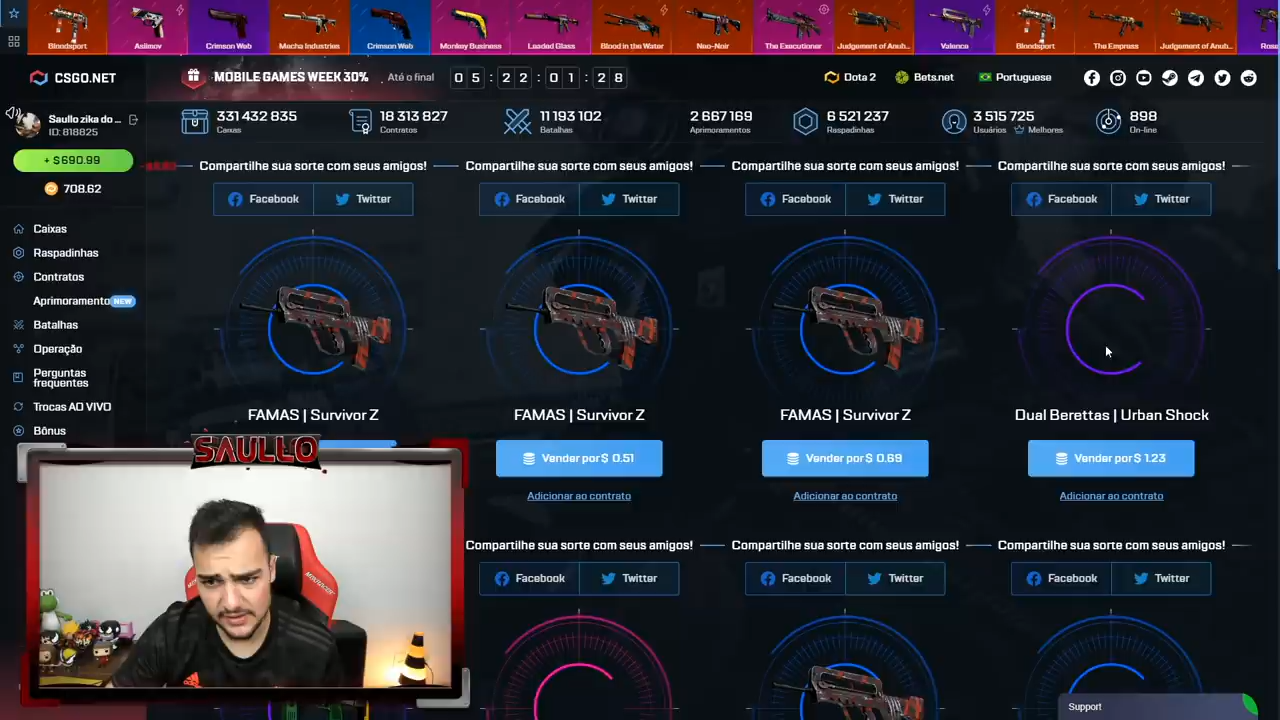 Bloodsport
Asiimov
Crimson Web
Mecha Industries
Crimson Web
Monkey Business
Leaded Glass
Blood in the Water
Neo-Noir
The Executioner
Judgement of Anub...
Valence
Bloodsport
The Empress
Judgement of Anub...
CSGO.NET
MOBILE GAMES WEEK 30%
Até o final
05:22:01:28
Dota 2
Bets.net
Portuguese
Saullo zika do ...
ID: 818825
331 432 835
Caixas
18 313 827
Contratos
11 193 102
Batalhas
2 667 169
Aprimoramentos
6 521 237
Raspadinhas
3 515 725
Usuários
Melhores
898
On-line
+ $690.99
708.62
Compartilhe sua sorte com seus amigos!
Compartilhe sua sorte com seus amigos!
Compartilhe sua sorte com seus amigos!
Compartilhe sua sorte com seus amigos!
Facebook
Twitter
Facebook
Twitter
Facebook
Twitter
Facebook
Twitter
Caixas
Raspadinhas
Contratos
Aprimoramento NEW
Batalhas
Operação
Perguntas
frequentes
Trocas AO VIVO
Bônus
FAMAS | Survivor Z
FAMAS | Survivor Z
FAMAS | Survivor Z
Dual Berettas | Urban Shock
Vender por $ 0.51
Vender por $ 0.69
Vender por $ 1.23
Adicionar ao contrato
Adicionar ao contrato
Adicionar ao contrato
SAULLO
Compartilhe sua sorte com seus amigos!
Compartilhe sua sorte com seus amigos!
Compartilhe sua sorte com seus amigos!
Facebook
Twitter
Facebook
Twitter
Facebook
Twitter
Support